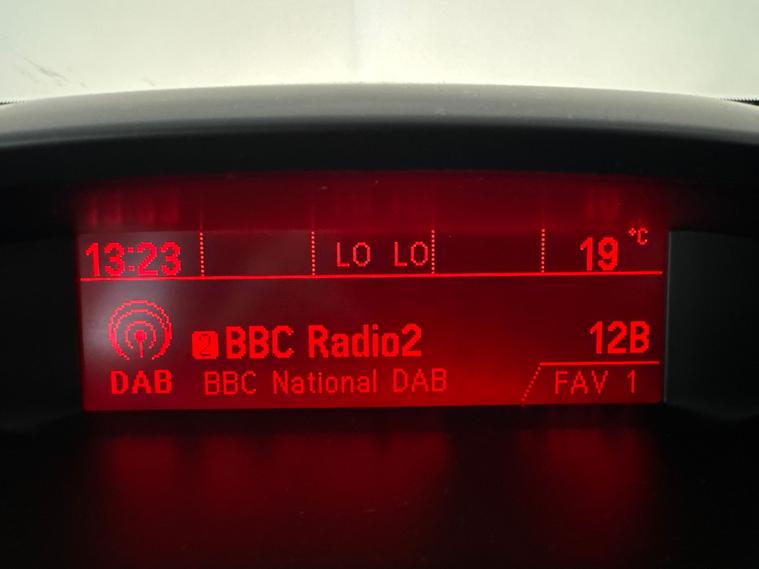 13:23 LO LO 19 °C
2 BBC Radio2 12B
DAB BBC National DAB FAV 1